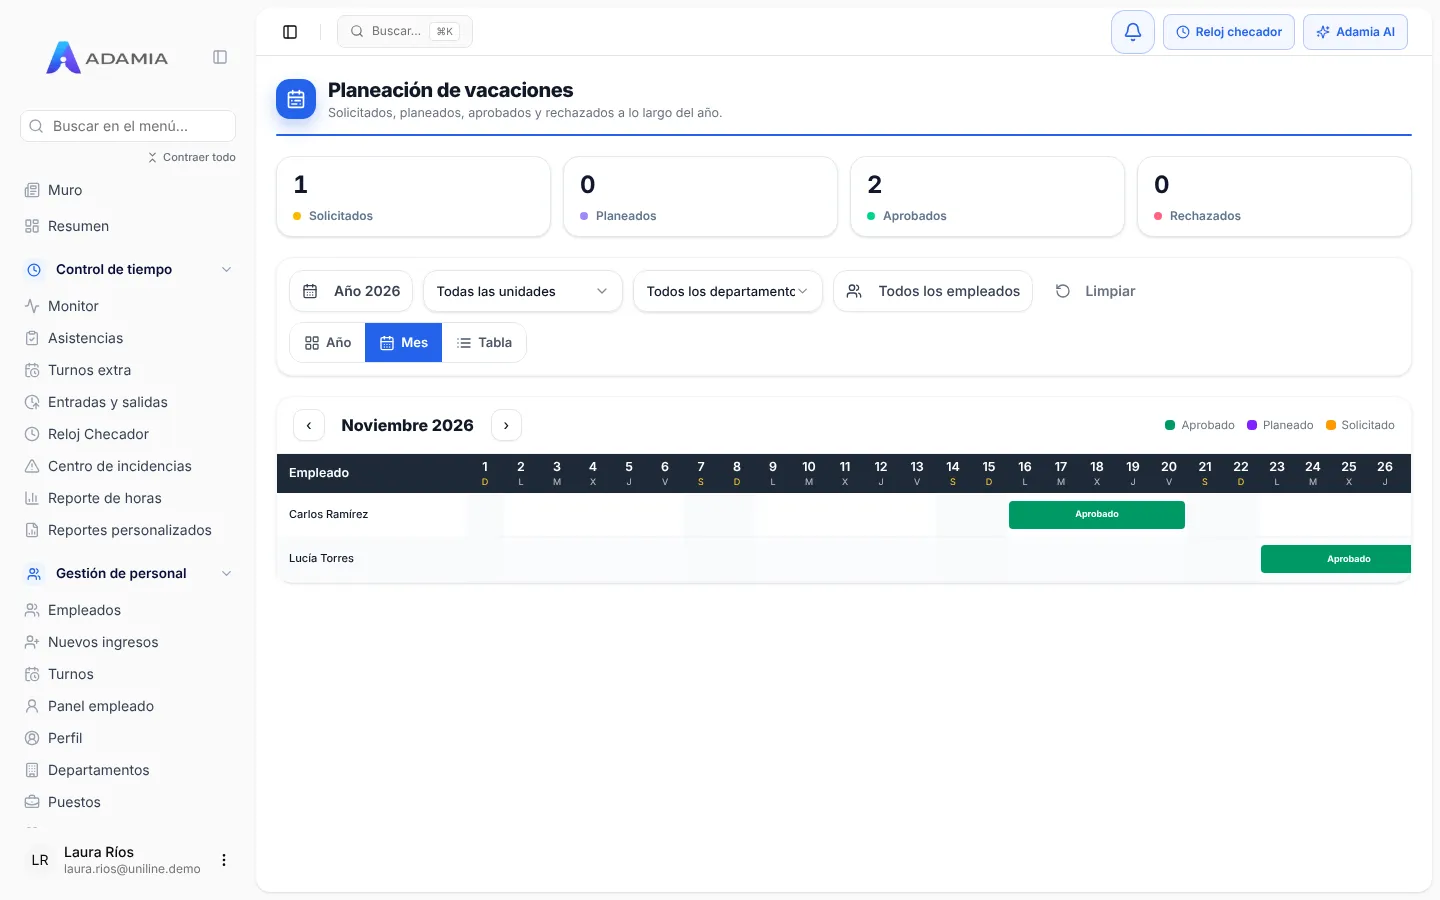 ADAMIA
Buscar en el menú...
Contraer todo
Muro
Resumen
Control de tiempo
Monitor
Asistencias
Turnos extra
Entradas y salidas
Reloj Checador
Centro de incidencias
Reporte de horas
Reportes personalizados
Gestión de personal
Empleados
Nuevos ingresos
Turnos
Panel empleado
Perfil
Departamentos
Puestos
LR
Laura Ríos
laura.rios@uniline.demo
Buscar... ⌘K
Reloj checador
Adamia AI
Planeación de vacaciones
Solicitados, planeados, aprobados y rechazados a lo largo del año.
1
Solicitados
0
Planeados
2
Aprobados
0
Rechazados
Año 2026
Todas las unidades
Todos los departamento
Todos los empleados
Limpiar
Año
Mes
Tabla
Noviembre 2026
Aprobado Planeado Solicitado
Empleado 1 2 3 4 5 6 7 8 9 10 11 12 13 14 15 16 17 18 19 20 21 22 23 24 25 26
D L M X J V S D L M X J V S D L M X J V S D L M X J
Carlos Ramírez Aprobado
Lucía Torres Aprobado